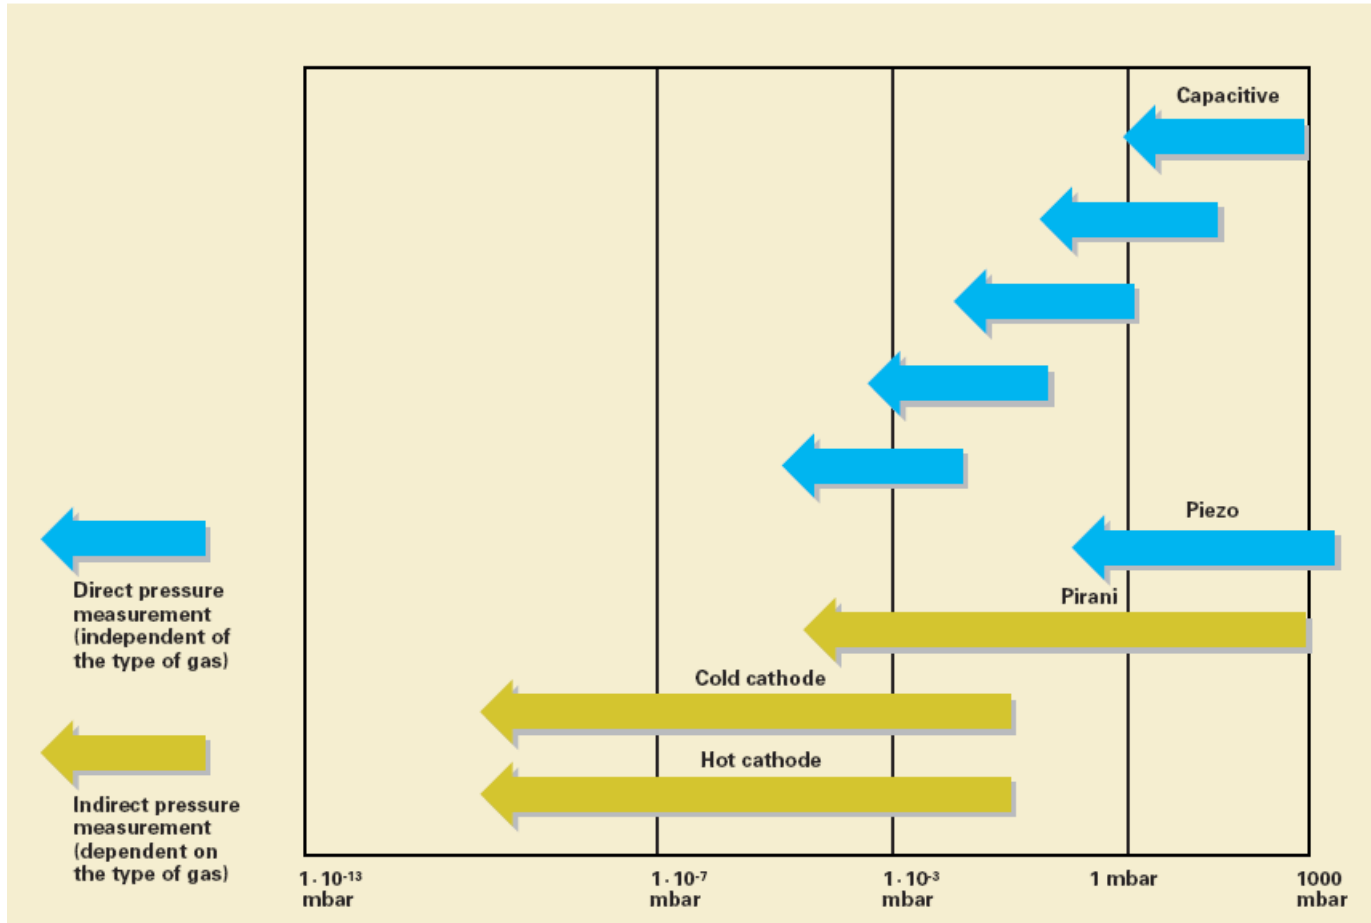 Capacitive
Piezo
Direct pressure
measurement
(independent of
the type of gas)
Pirani
Cold cathode
Hot cathode
Indirect pressure
measurement
(dependent on
the type of gas)
1 · 10⁻¹³
mbar
1 · 10⁻⁷
mbar
1 · 10⁻³
mbar
1 mbar
1000
mbar